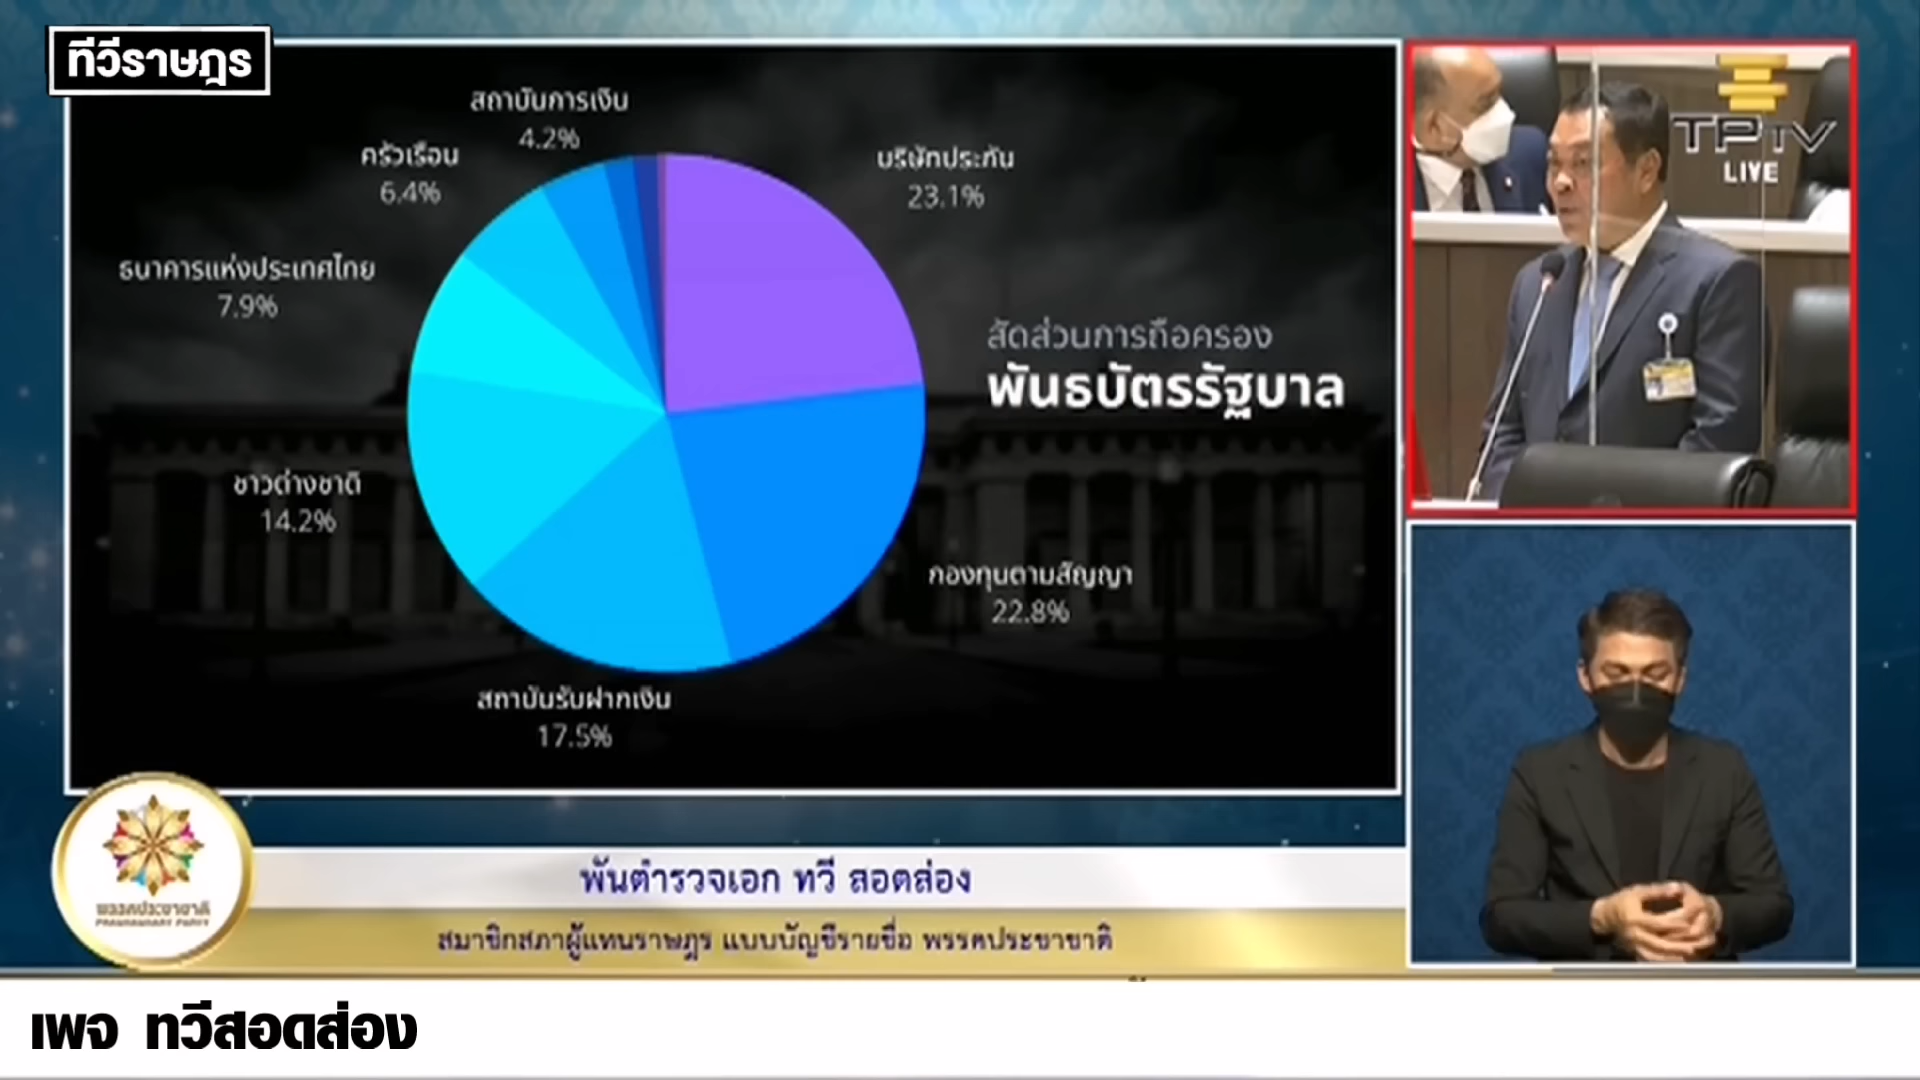 ทีวีราษฎร
สถาบันการเงิน
4.2%
ครัวเรือน
6.4%
บริษัทประกัน
23.1%
ธนาคารแห่งประเทศไทย
7.9%
สัดส่วนการถือครอง
พันธบัตรรัฐบาล
ชาวต่างชาติ
14.2%
กองทุนตามสัญญา
22.8%
สถาบันรับฝากเงิน
17.5%
TPTV
LIVE
พรรคประชาชาติ
PRACHACHART PARTY
พันตำรวจเอก ทวี สอดส่อง
สมาชิกสภาผู้แทนราษฎร แบบบัญชีรายชื่อ พรรคประชาชาติ
เพจ ทวีสอดส่อง